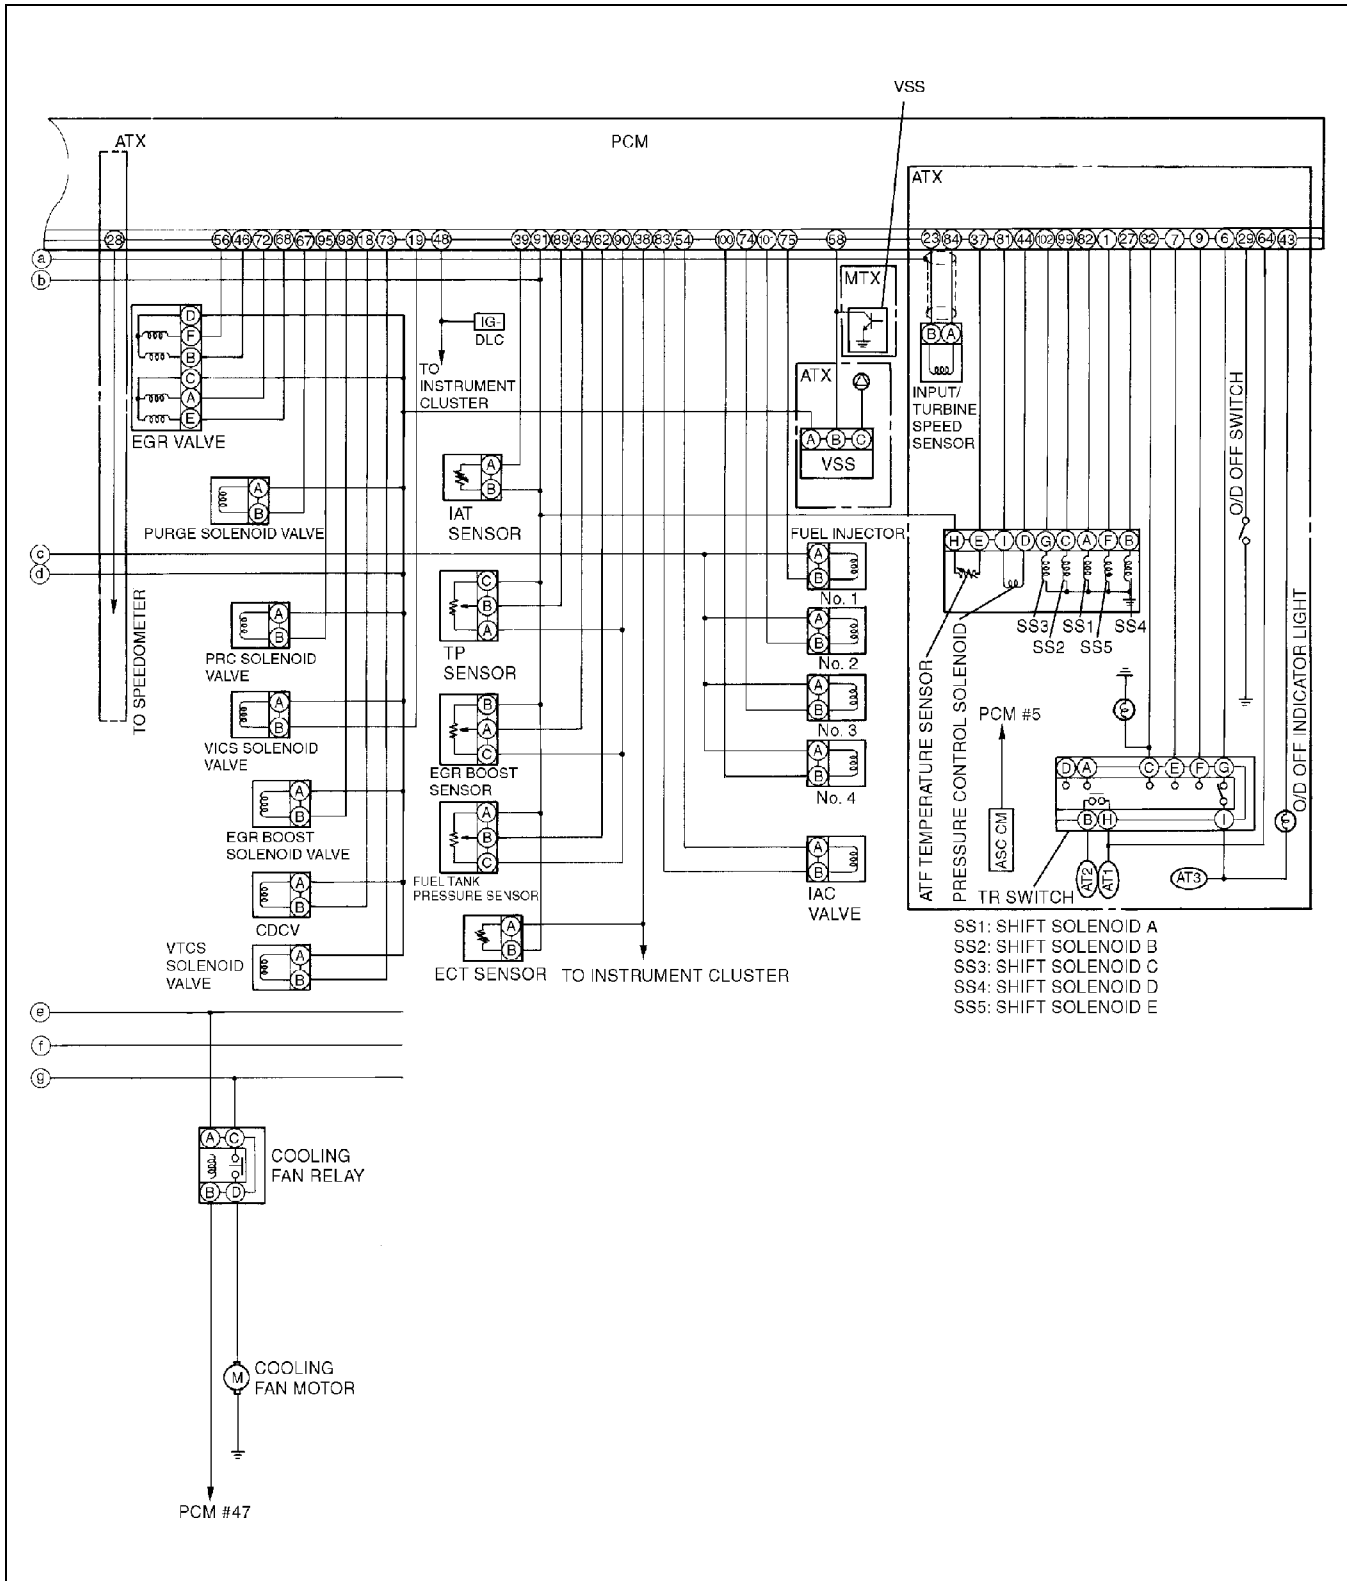 VSS
ATX
PCM
ATX
28 56 46 72 68 67 95 98 18 73 19 48 39 91 89 34 62 90 38 83 54 100 74 101 75 58 23 84 37 81 44 102 99 82 1 27 32 7 9 6 29 64 43
a
b
MTX
D
F
B
C
A
E
EGR VALVE
IG-
DLC
TO
INSTRUMENT
CLUSTER
ATX
A B C
VSS
B A
INPUT/
TURBINE
SPEED
SENSOR
O/D OFF SWITCH
A
B
PURGE SOLENOID VALVE
A
B
IAT
SENSOR
c
d
FUEL INJECTOR
A
B
No. 1
H E I D G C A F B
SS3 SS1 SS4
SS2 SS5
TO SPEEDOMETER
A
B
PRC SOLENOID
VALVE
C
B
A
TP
SENSOR
A
B
No. 2
ATF TEMPERATURE SENSOR
PRESSURE CONTROL SOLENOID
O/D OFF INDICATOR LIGHT
A
B
VICS SOLENOID
VALVE
B
A
C
EGR BOOST
SENSOR
A
B
No. 3
PCM #5
ASC CM
A
B
No. 4
D A C E F G
B H I
AT2 AT1 AT3
TR SWITCH
A
B
EGR BOOST
SOLENOID VALVE
A
B
C
FUEL TANK
PRESSURE SENSOR
A
B
IAC
VALVE
A
B
CDCV
A
B
ECT SENSOR
TO INSTRUMENT CLUSTER
VTCS
SOLENOID
VALVE
A
B
SS1: SHIFT SOLENOID A
SS2: SHIFT SOLENOID B
SS3: SHIFT SOLENOID C
SS4: SHIFT SOLENOID D
SS5: SHIFT SOLENOID E
e
f
g
A C
B D
COOLING
FAN RELAY
M
COOLING
FAN MOTOR
PCM #47